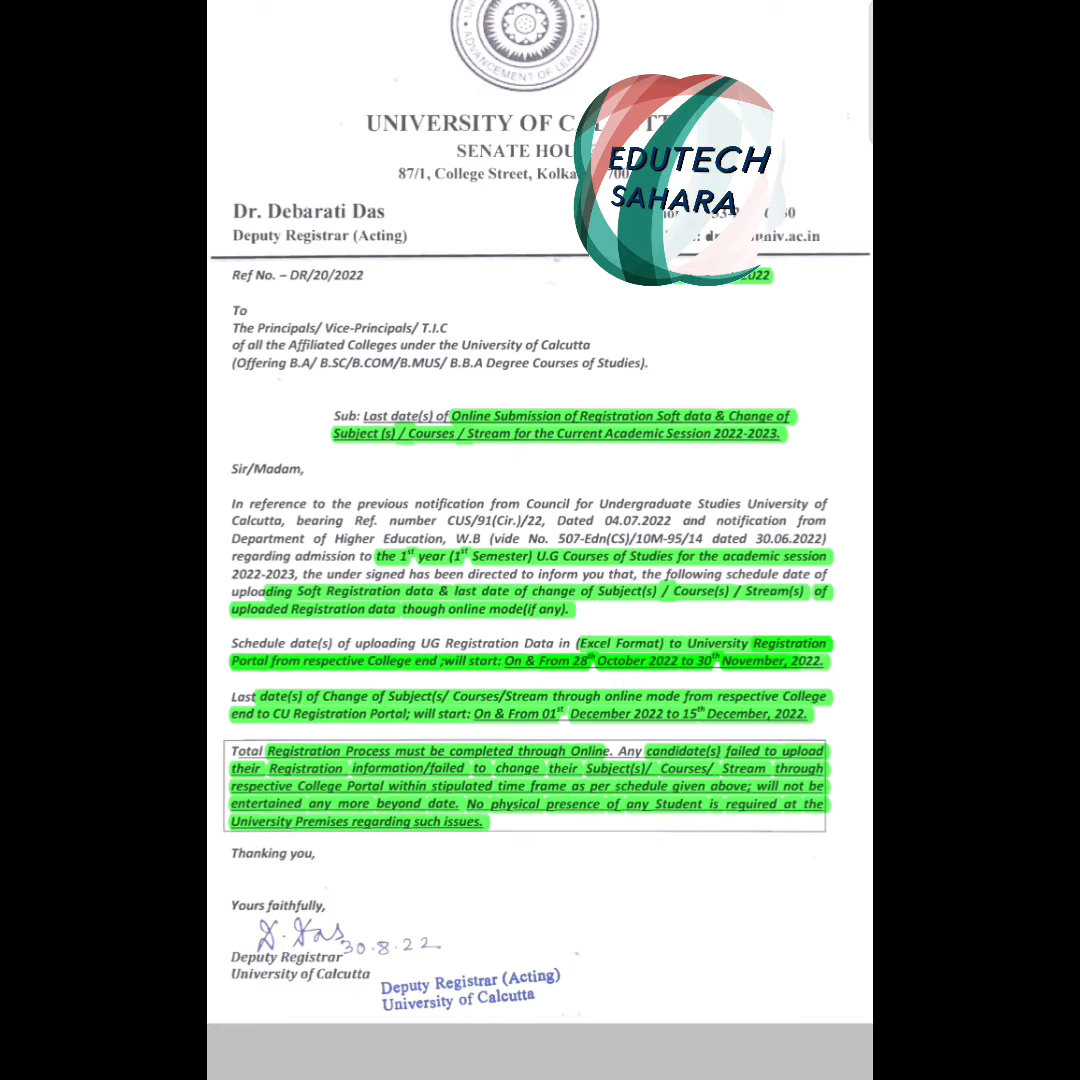 ADVANCEMENT OF LEARNING
UNIVERSITY OF C
SENATE HOU
87/1, College Street, Kolka 700
EDUTECH
SAHARA
Dr. Debarati Das
Deputy Registrar (Acting)
univ.ac.in
Ref No. – DR/20/2022
2022
To
The Principals/ Vice-Principals/ T.I.C
of all the Affiliated Colleges under the University of Calcutta
(Offering B.A/ B.SC/B.COM/B.MUS/ B.B.A Degree Courses of Studies).
Sub: Last date(s) of Online Submission of Registration Soft data & Change of
Subject (s) / Courses / Stream for the Current Academic Session 2022-2023.
Sir/Madam,
In reference to the previous notification from Council for Undergraduate Studies University of
Calcutta, bearing Ref. number CUS/91(Cir.)/22, Dated 04.07.2022 and notification from
Department of Higher Education, W.B (vide No. 507-Edn(CS)/10M-95/14 dated 30.06.2022)
regarding admission to the 1st year (1st Semester) U.G Courses of Studies for the academic session
2022-2023, the under signed has been directed to inform you that, the following schedule date of
uploading Soft Registration data & last date of change of Subject(s) / Course(s) / Stream(s) of
uploaded Registration data though online mode(if any).
Schedule date(s) of uploading UG Registration Data in (Excel Format) to University Registration
Portal from respective College end ;will start: On & From 28th October 2022 to 30th November, 2022.
Last date(s) of Change of Subject(s/ Courses/Stream through online mode from respective College
end to CU Registration Portal; will start: On & From 01st December 2022 to 15th December, 2022.
Total Registration Process must be completed through Online. Any candidate(s) failed to upload
their Registration information/failed to change their Subject(s)/ Courses/ Stream through
respective College Portal within stipulated time frame as per schedule given above; will not be
entertained any more beyond date. No physical presence of any Student is required at the
University Premises regarding such issues.
Thanking you,
Yours faithfully,
D. Das 30.8.22
Deputy Registrar
University of Calcutta
Deputy Registrar (Acting)
University of Calcutta